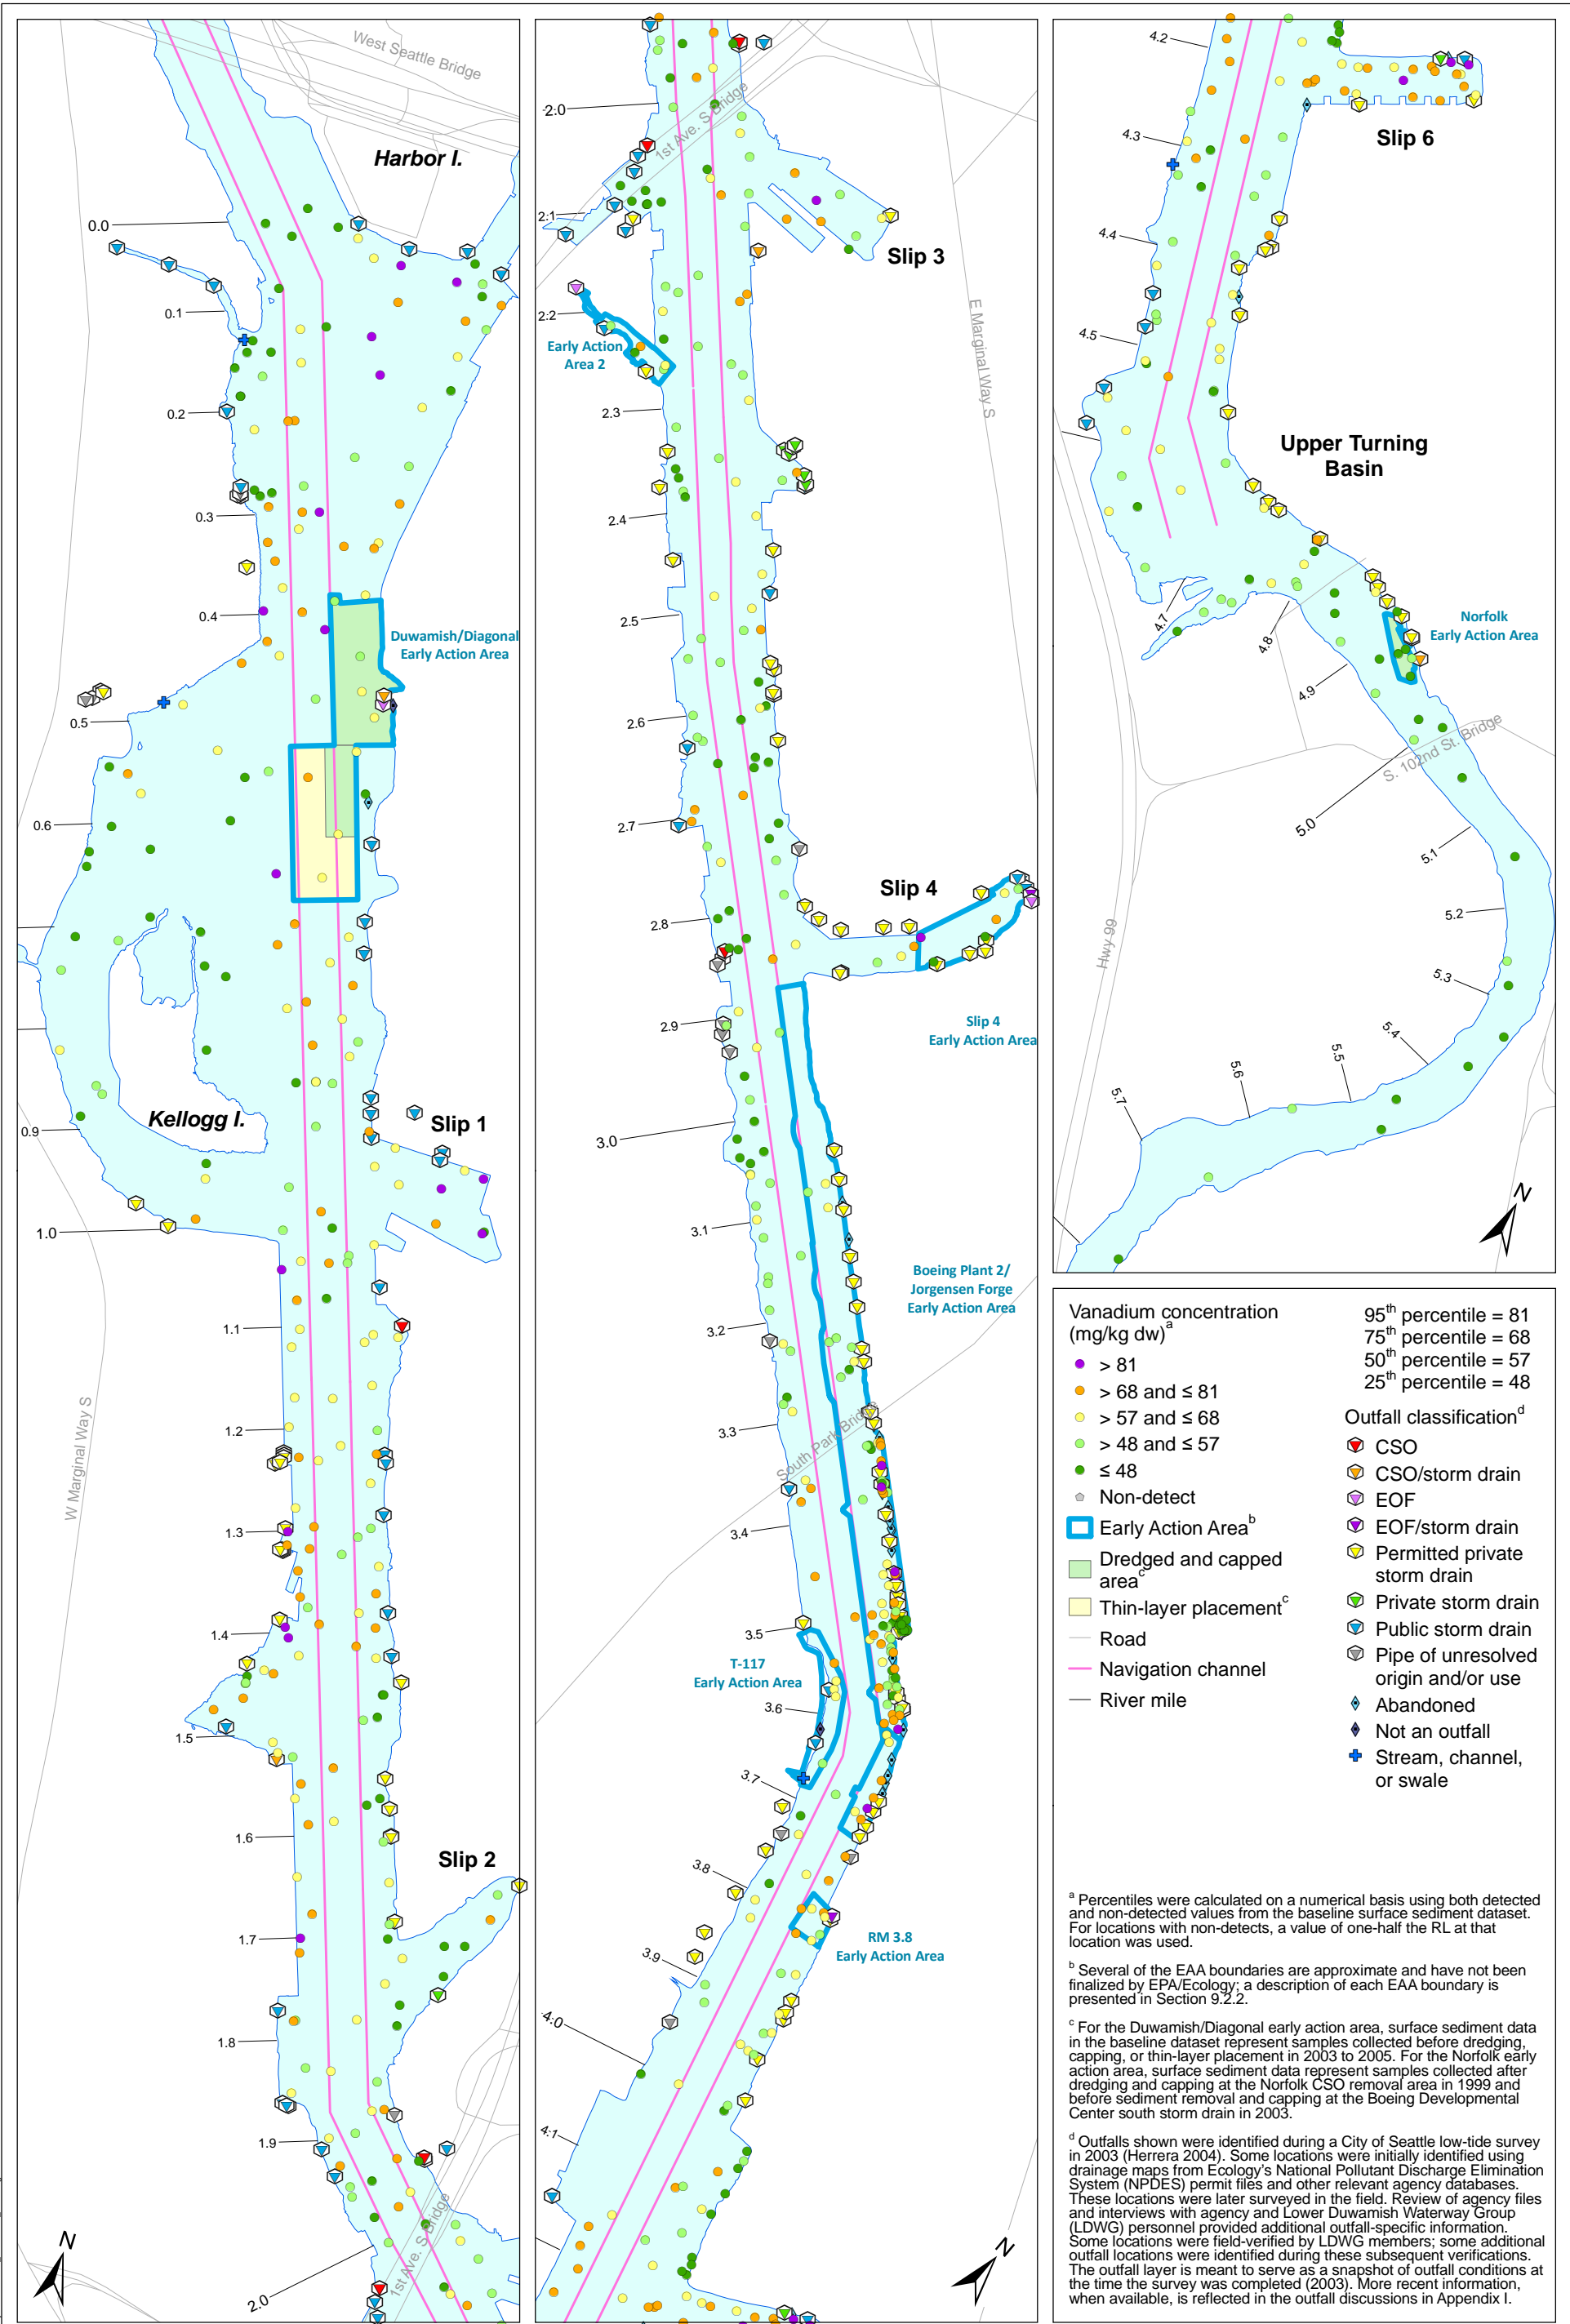 West Seattle Bridge
Harbor I.
0.0
0.1
0.2
0.3
0.4
Duwamish/Diagonal
Early Action Area
0.5
0.6
Kellogg I.
Slip 1
0.9
1.0
1.1
1.2
W Marginal Way S
1.3
1.4
1.5
1.6
Slip 2
1.7
1.8
1.9
1st Ave. S Bridge
2.0
N
2.0
1st Ave. S Bridge
2.1
Slip 3
2.2
Early Action
Area 2
E Marginal Way S
2.3
2.4
2.5
2.6
2.7
Slip 4
2.8
2.9
Slip 4
Early Action Area
3.0
3.1
Boeing Plant 2/
Jorgensen Forge
Early Action Area
3.2
3.3
South Park Bridge
3.4
3.5
T-117
Early Action Area
3.6
3.7
3.8
RM 3.8
Early Action Area
3.9
4.0
4.1
N
4.2
Slip 6
4.3
4.4
4.5
Upper Turning
Basin
4.7
4.8
Norfolk
Early Action Area
4.9
S. 102nd St. Bridge
5.0
5.1
Hwy 99
5.2
5.3
5.4
5.5
5.6
5.7
N
Vanadium concentration
(mg/kg dw)a
> 81
> 68 and ≤ 81
> 57 and ≤ 68
> 48 and ≤ 57
≤ 48
Non-detect
Early Action Areab
Dredged and capped
areac
Thin-layer placementc
Road
Navigation channel
River mile
95th percentile = 81
75th percentile = 68
50th percentile = 57
25th percentile = 48
Outfall classificationd
CSO
CSO/storm drain
EOF
EOF/storm drain
Permitted private
storm drain
Private storm drain
Public storm drain
Pipe of unresolved
origin and/or use
Abandoned
Not an outfall
Stream, channel,
or swale
a Percentiles were calculated on a numerical basis using both detected
and non-detected values from the baseline surface sediment dataset.
For locations with non-detects, a value of one-half the RL at that
location was used.
b Several of the EAA boundaries are approximate and have not been
finalized by EPA/Ecology; a description of each EAA boundary is
presented in Section 9.2.2.
c For the Duwamish/Diagonal early action area, surface sediment data
in the baseline dataset represent samples collected before dredging,
capping, or thin-layer placement in 2003 to 2005. For the Norfolk early
action area, surface sediment data represent samples collected after
dredging and capping at the Norfolk CSO removal area in 1999 and
before sediment removal and capping at the Boeing Developmental
Center south storm drain in 2003.
d Outfalls shown were identified during a City of Seattle low-tide survey
in 2003 (Herrera 2004). Some locations were initially identified using
drainage maps from Ecology's National Pollutant Discharge Elimination
System (NPDES) permit files and other relevant agency databases.
These locations were later surveyed in the field. Review of agency files
and interviews with agency and Lower Duwamish Waterway Group
(LDWG) personnel provided additional outfall-specific information.
Some locations were field-verified by LDWG members; some additional
outfall locations were identified during these subsequent verifications.
The outfall layer is meant to serve as a snapshot of outfall conditions at
the time the survey was completed (2003). More recent information,
when available, is reflected in the outfall discussions in Appendix I.